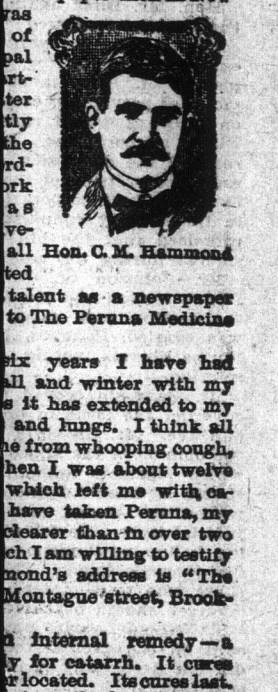 was
of
pal
art-
ter
tly
the
rd-
ork
as
ve-
all Hon. C. M. Hammond
ted
talent as a newspaper
to The Peruna Medicine
six years I have had
all and winter with my
s it has extended to my
and lungs. I think all
ne from whooping cough,
hen I was about twelve
which left me with ca-
have taken Peruna, my
clearer than in over two
ch I am willing to testify
mond's address is "The
Montague street, Brook-
n internal remedy—a
ly for catarrh. It cures
er located. Its cures last.